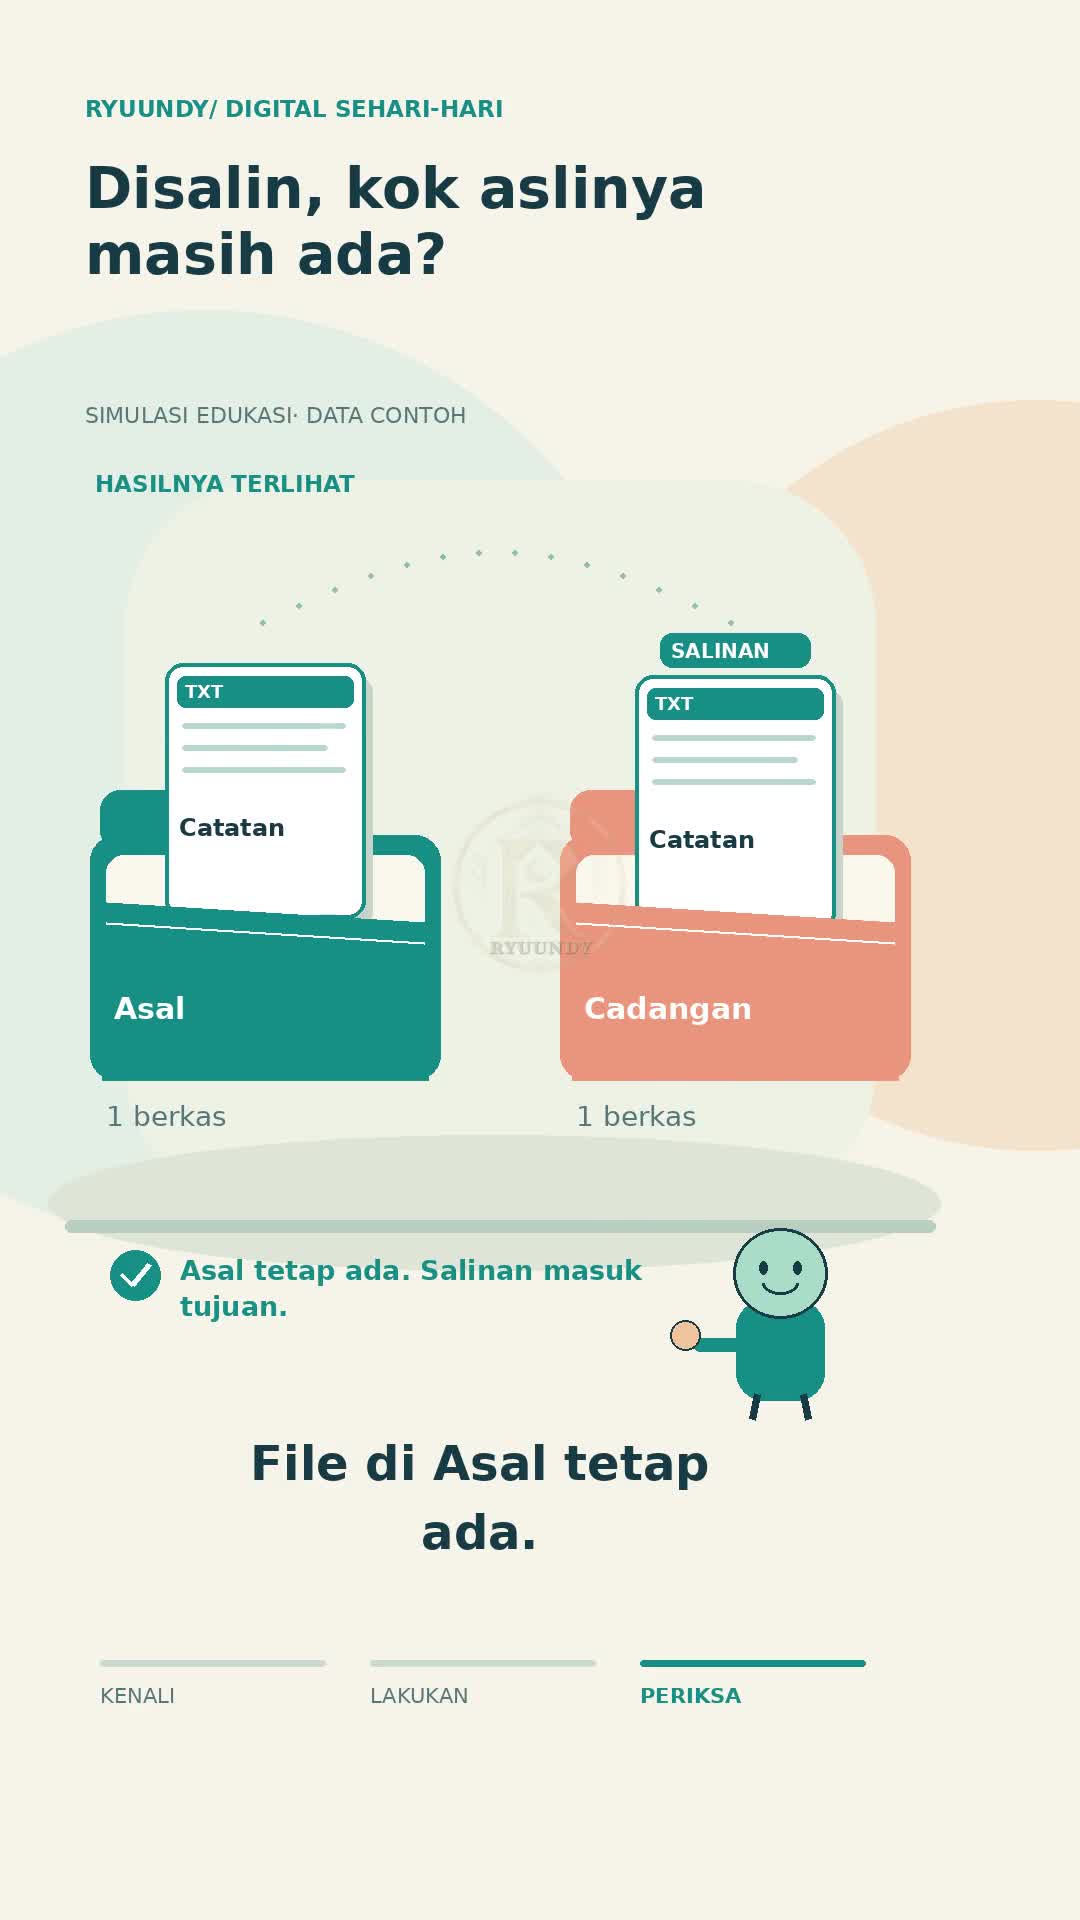 RYUUNDY/ DIGITAL SEHARI-HARI
Disalin, kok aslinya
masih ada?
SIMULASI EDUKASI· DATA CONTOH
HASILNYA TERLIHAT
SALINAN
TXT
TXT
Catatan
Catatan
RYUUNDY
Asal
Cadangan
1 berkas
1 berkas
Asal tetap ada. Salinan masuk
tujuan.
File di Asal tetap
ada.
KENALI
LAKUKAN
PERIKSA